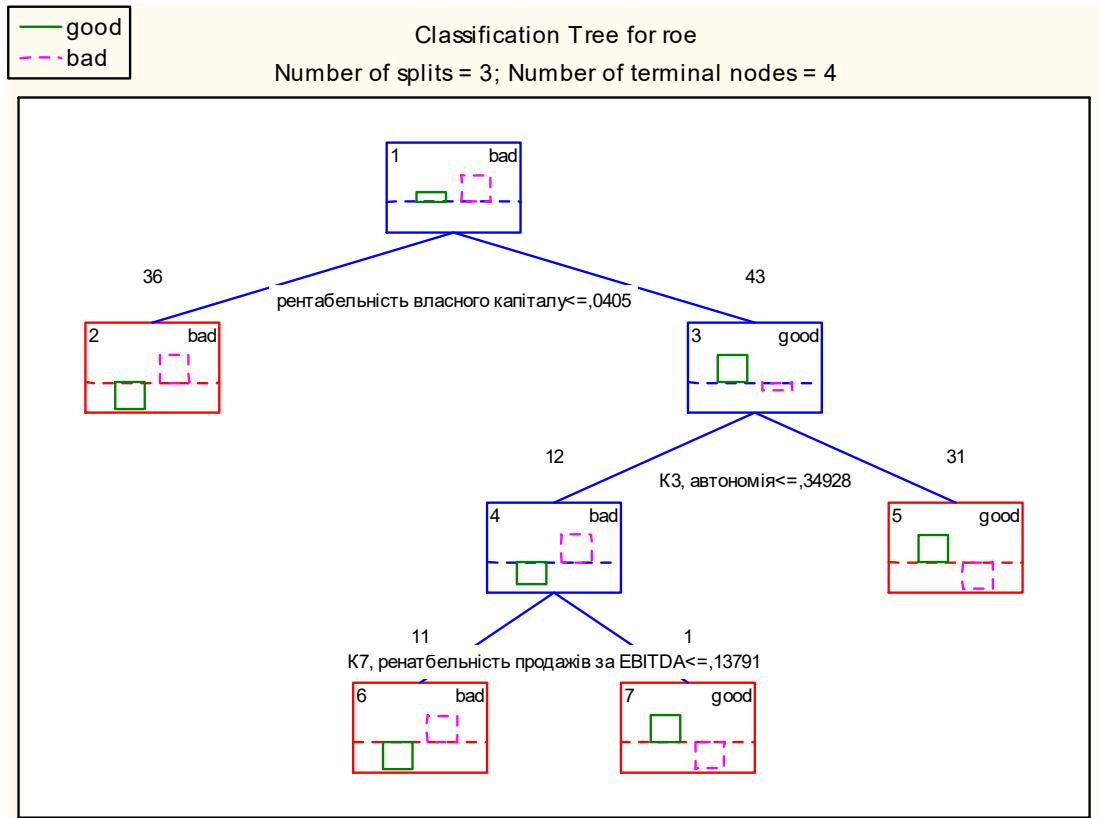 good
bad
Classification Tree for roe
Number of splits = 3; Number of terminal nodes = 4
1 bad
36 43
рентабельність власного капіталу<=,0405
2 bad
3 good
12 31
К3, автономія<=,34928
4 bad
5 good
11 1
К7, ренатбельність продажів за EBITDA<=,13791
6 bad
7 good